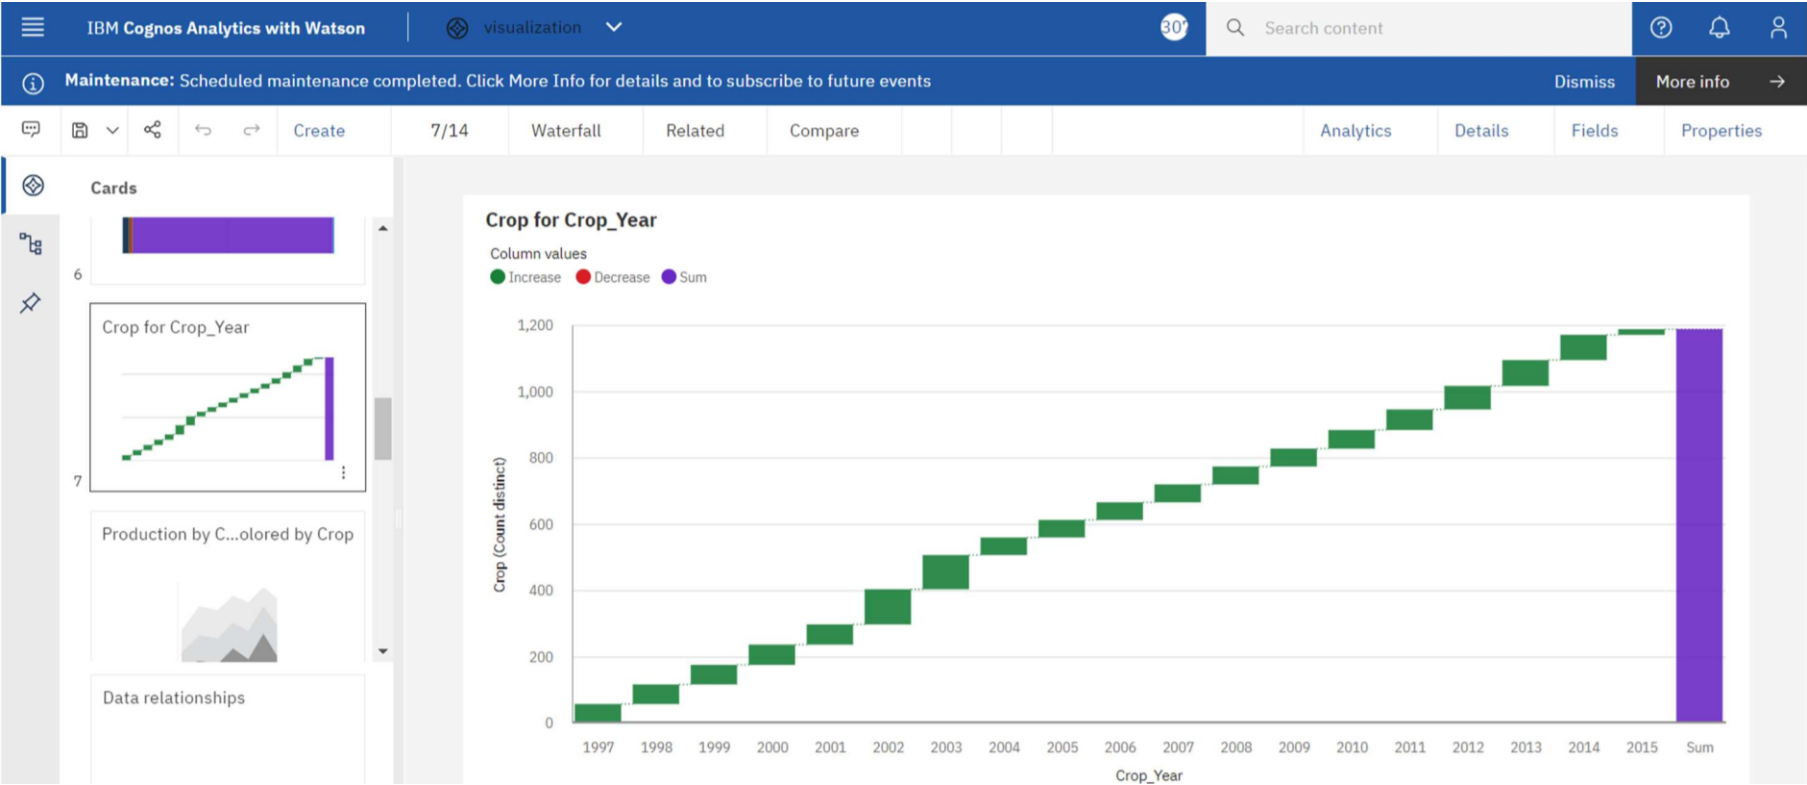 IBM Cognos Analytics with Watson
visualization
30?
Search content
Maintenance: Scheduled maintenance completed. Click More Info for details and to subscribe to future events
Dismiss
More info
Create
7/14
Waterfall
Related
Compare
Analytics
Details
Fields
Properties
Cards
6
Crop for Crop_Year
7
Production by C...olored by Crop
Data relationships
Crop for Crop_Year
Column values
Increase Decrease Sum
Crop (Count distinct)
1,200
1,000
800
600
400
200
0
1997 1998 1999 2000 2001 2002 2003 2004 2005 2006 2007 2008 2009 2010 2011 2012 2013 2014 2015 Sum
Crop_Year